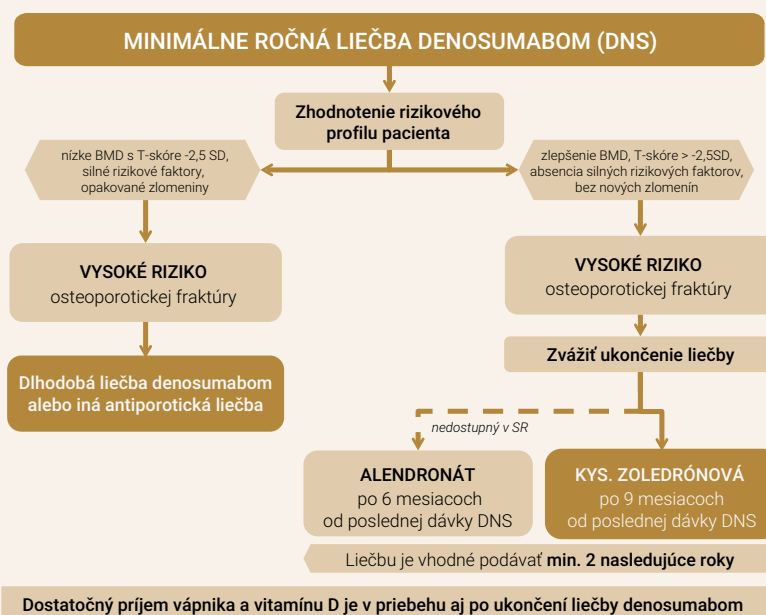 MINIMÁLNE ROČNÁ LIEČBA DENOSUMABOM (DNS)
Zhodnotenie rizikového
profilu pacienta
nízke BMD s T-skóre -2,5 SD,
silné rizikové faktory,
opakované zlomeniny
zlepšenie BMD, T-skóre > -2,5SD,
absencia silných rizikových faktorov,
bez nových zlomenín
VYSOKÉ RIZIKO
osteoporotickej fraktúry
VYSOKÉ RIZIKO
osteoporotickej fraktúry
Zvážiť ukončenie liečby
Dlhodobá liečba denosumabom
alebo iná antiporotická liečba
nedostupný v SR
ALENDRONÁT
po 6 mesiacoch
od poslednej dávky DNS
KYS. ZOLEDRÓNOVÁ
po 9 mesiacoch
od poslednej dávky DNS
Liečbu je vhodné podávať min. 2 nasledujúce roky
Dostatočný príjem vápnika a vitamínu D je v priebehu aj po ukončení liečby denosumabom